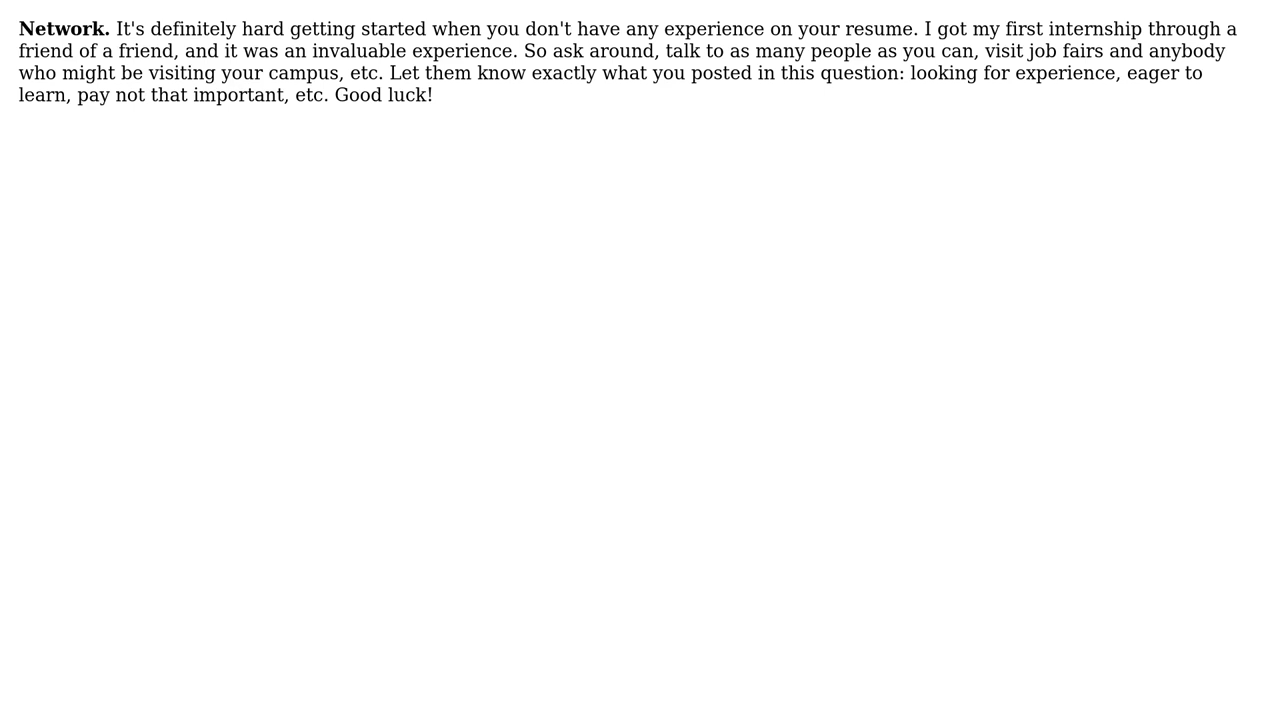 Network. It's definitely hard getting started when you don't have any experience on your resume. I got my first internship through a
friend of a friend, and it was an invaluable experience. So ask around, talk to as many people as you can, visit job fairs and anybody
who might be visiting your campus, etc. Let them know exactly what you posted in this question: looking for experience, eager to
learn, pay not that important, etc. Good luck!